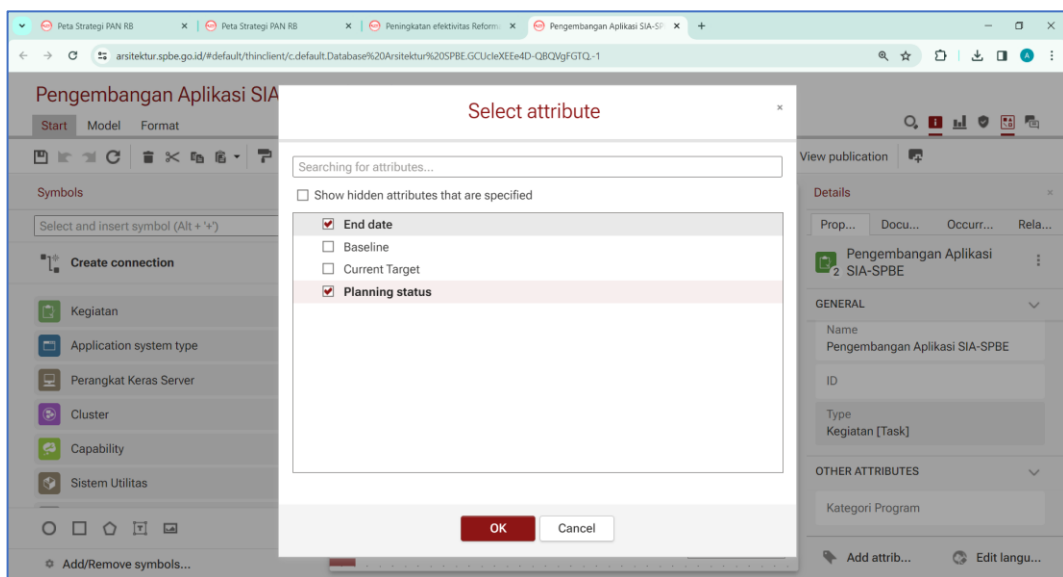 Peta Strategi PAN RB
Peta Strategi PAN RB
Peningkatan efektivitas Reform
Pengembangan Aplikasi SIA-SP
arsitektur.spbe.go.id/#default/thinclient/c.default.Database%20Arsitektur%20SPBE.GCUcleXEEe4D-QBQVgFGTQ.-1
Pengembangan Aplikasi SIA
Start Model Format
View publication
Symbols
Select and insert symbol (Alt + '+')
Create connection
Kegiatan
Application system type
Perangkat Keras Server
Cluster
Capability
Sistem Utilitas
Add/Remove symbols...
Select attribute
Searching for attributes...
Show hidden attributes that are specified
End date
Baseline
Current Target
Planning status
OK Cancel
Details
Prop... Docu... Occurr... Rela...
Pengembangan Aplikasi
2 SIA-SPBE
GENERAL
Name
Pengembangan Aplikasi SIA-SPBE
ID
Type
Kegiatan [Task]
OTHER ATTRIBUTES
Kategori Program
Add attrib... Edit langu...